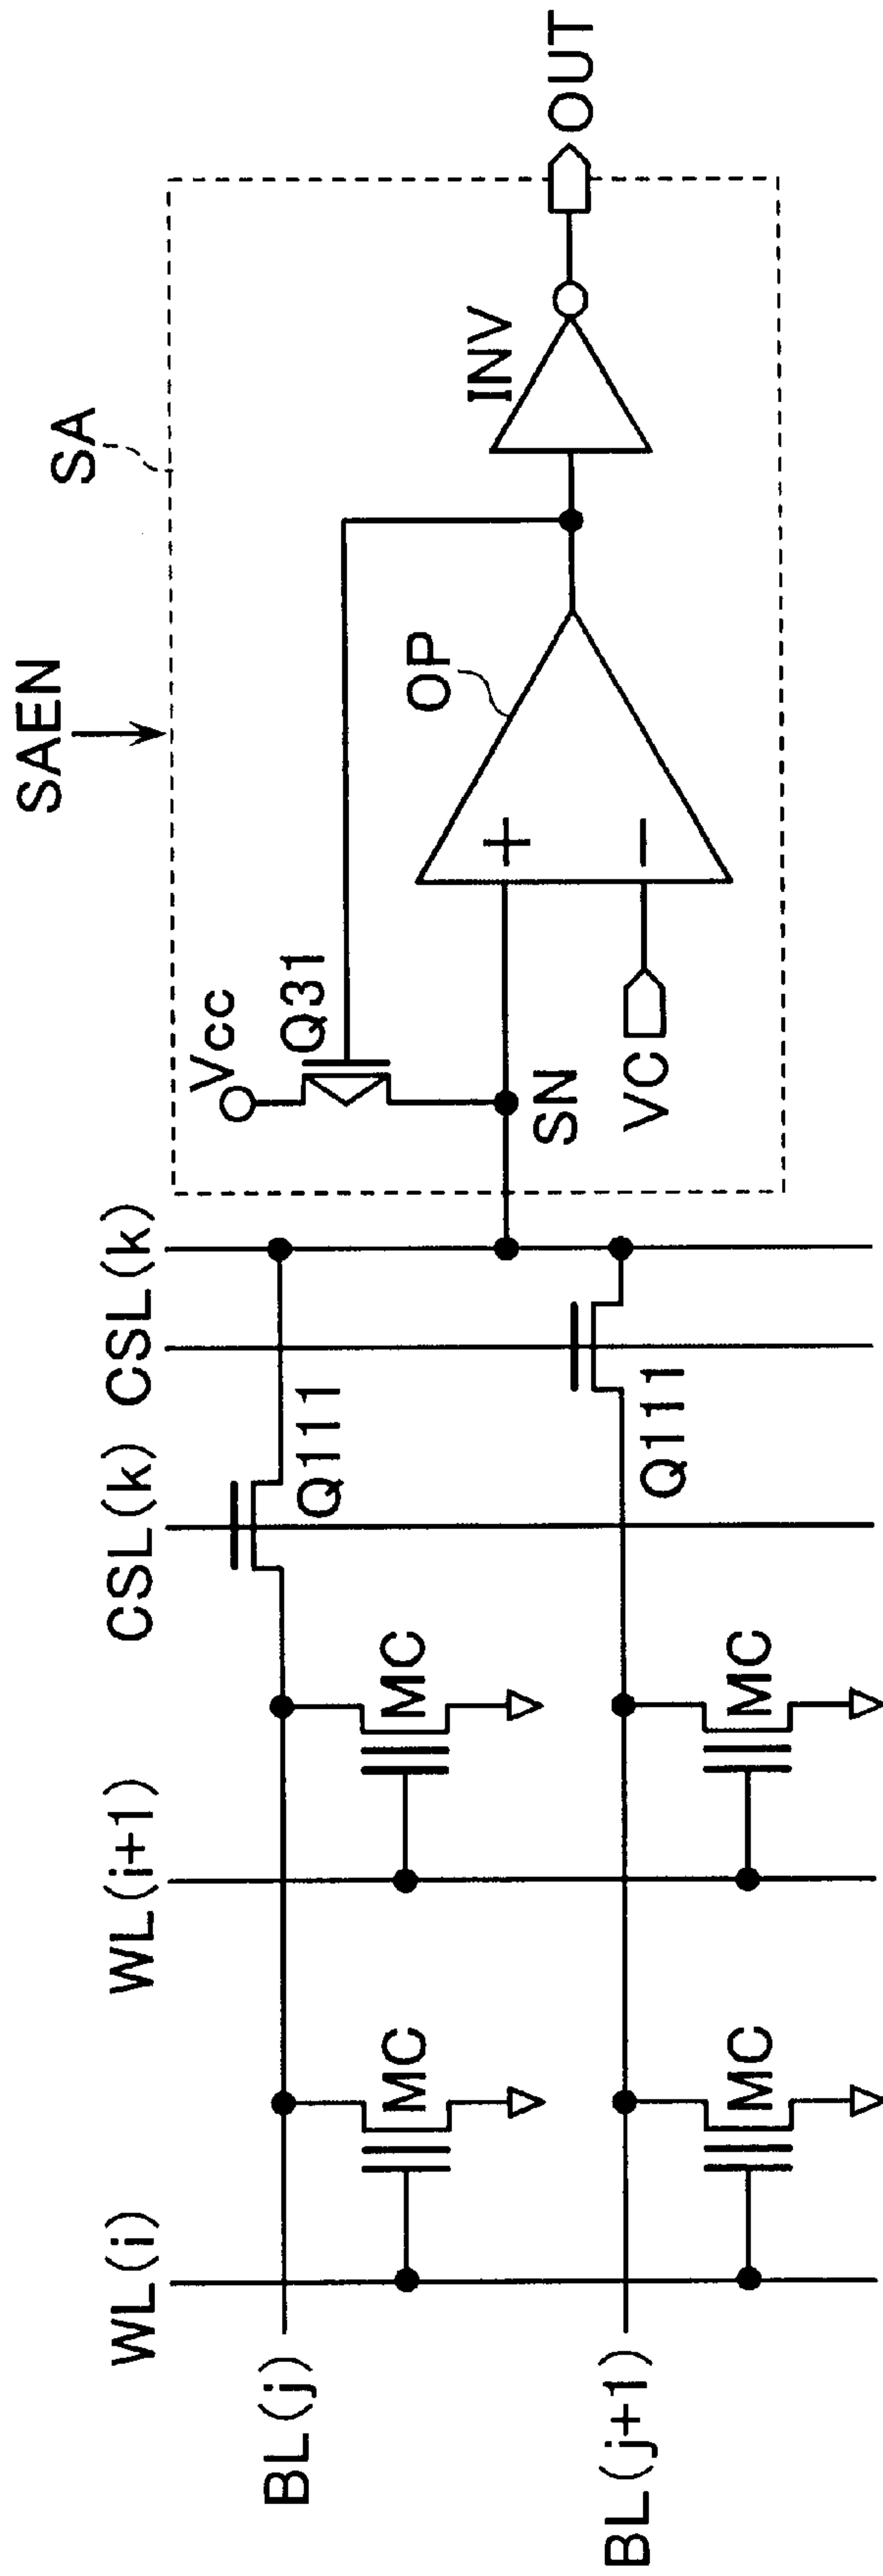 SAEN
SA
WL(i)
WL(i+1)
CSL(k)
CSL(k)
Vcc
Q31
OP
INV
OUT
BL(j)
MC
MC
Q111
SN
+
−
VC
BL(j+1)
MC
MC
Q111